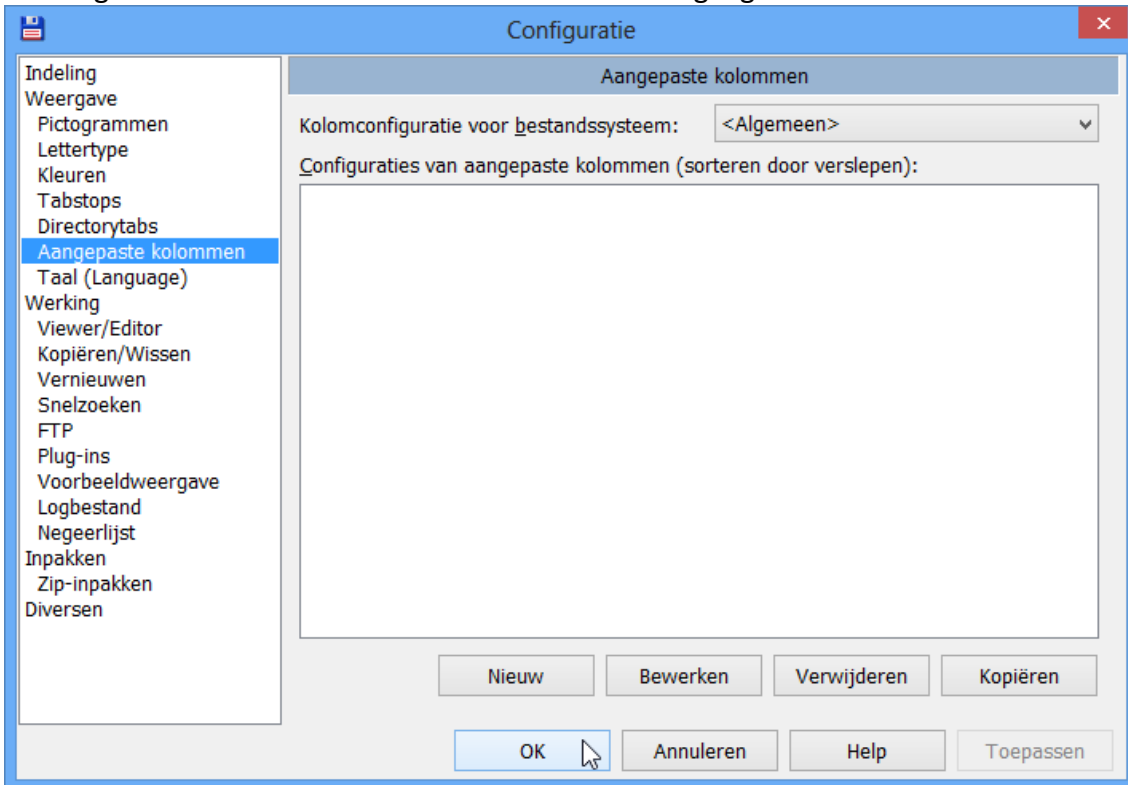 Configuratie
Indeling
Weergave
Pictogrammen
Lettertype
Kleuren
Tabstops
Directorytabs
Aangepaste kolommen
Taal (Language)
Werking
Viewer/Editor
Kopiëren/Wissen
Vernieuwen
Snelzoeken
FTP
Plug-ins
Voorbeeldweergave
Logbestand
Negeerlijst
Inpakken
Zip-inpakken
Diversen
Aangepaste kolommen
Kolomconfiguratie voor bestandssysteem: <Algemeen>
Configuraties van aangepaste kolommen (sorteren door verslepen):
Nieuw Bewerken Verwijderen Kopiëren
OK Annuleren Help Toepassen